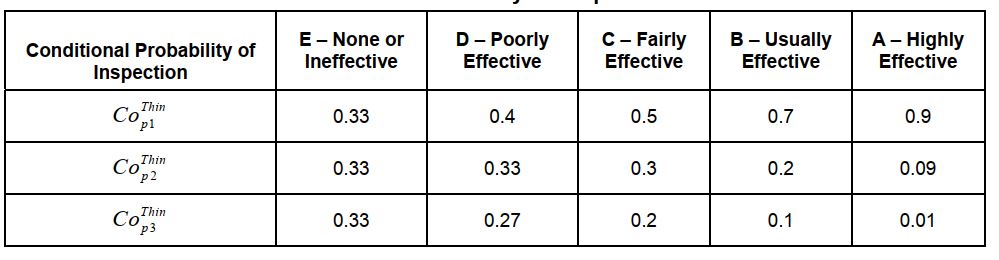 Conditional Probability of Inspection E – None or Ineffective D – Poorly Effective C – Fairly Effective B – Usually Effective A – Highly Effective
Co_{p1}^{Thin} 0.33 0.4 0.5 0.7 0.9
Co_{p2}^{Thin} 0.33 0.33 0.3 0.2 0.09
Co_{p3}^{Thin} 0.33 0.27 0.2 0.1 0.01